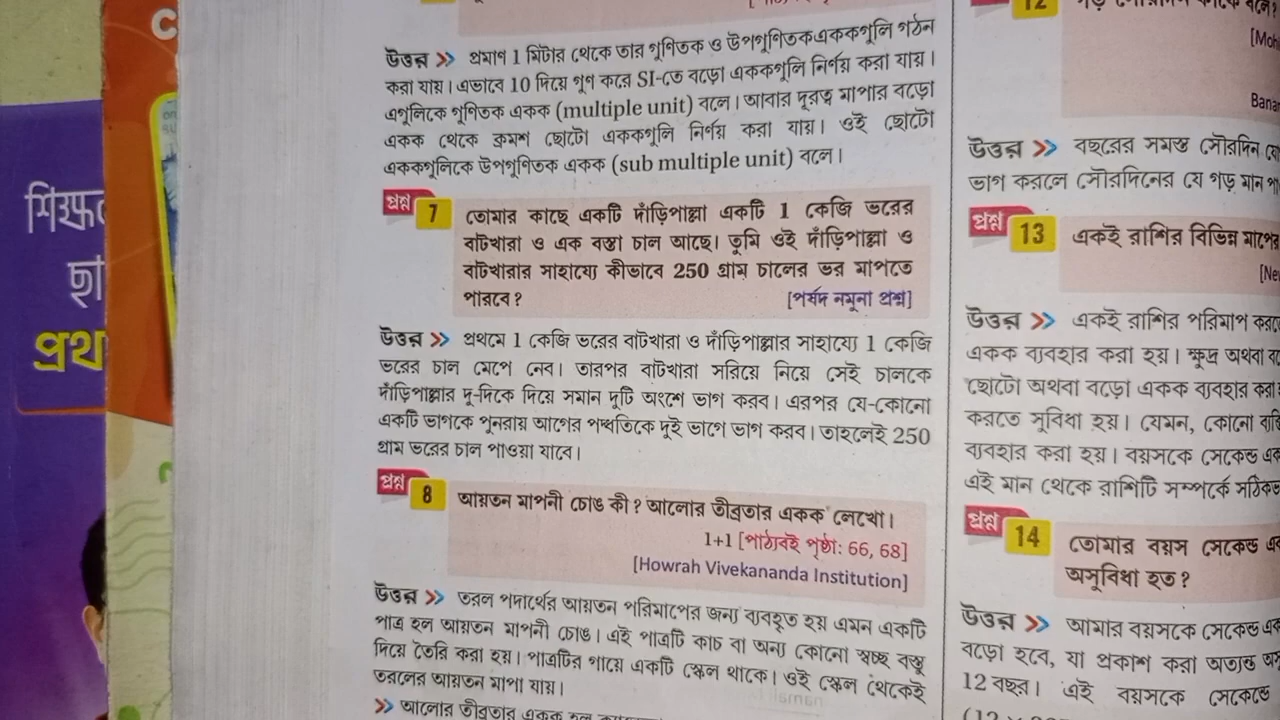 উত্তর >> প্রমাণ 1 মিটার থেকে তার গুণিতক ও উপগুণিতকএককগুলি গঠন
করা যায়। এভাবে 10 দিয়ে গুণ করে SI-তে বড়ো এককগুলি নির্ণয় করা যায়।
এগুলিকে গুণিতক একক (multiple unit) বলে। আবার দূরত্ব মাপার বড়ো
একক থেকে ক্রমশ ছোটো এককগুলি নির্ণয় করা যায়। ওই ছোটো
এককগুলিকে উপগুণিতক একক (sub multiple unit) বলে।
প্রশ্ন 7 তোমার কাছে একটি দাঁড়িপাল্লা একটি 1 কেজি ভরের
বাটখারা ও এক বস্তা চাল আছে। তুমি ওই দাঁড়িপাল্লা ও
বাটখারার সাহায্যে কীভাবে 250 গ্রাম চালের ভর মাপতে
পারবে? [পর্ষদ নমুনা প্রশ্ন]
উত্তর >> প্রথমে 1 কেজি ভরের বাটখারা ও দাঁড়িপাল্লার সাহায্যে 1 কেজি
ভরের চাল মেপে নেব। তারপর বাটখারা সরিয়ে নিয়ে সেই চালকে
দাঁড়িপাল্লার দু-দিকে দিয়ে সমান দুটি অংশে ভাগ করব। এরপর যে-কোনো
একটি ভাগকে পুনরায় আগের পদ্ধতিকে দুই ভাগে ভাগ করব। তাহলেই 250
গ্রাম ভরের চাল পাওয়া যাবে।
প্রশ্ন 8 আয়তন মাপনী চোঙ কী? আলোর তীব্রতার একক লেখো।
1+1 [পাঠ্যবই পৃষ্ঠা: 66, 68]
[Howrah Vivekananda Institution]
উত্তর >> তরল পদার্থের আয়তন পরিমাপের জন্য ব্যবহৃত হয় এমন একটি
পাত্র হল আয়তন মাপনী চোঙ। এই পাত্রটি কাচ বা অন্য কোনো স্বচ্ছ বস্তু
দিয়ে তৈরি করা হয়। পাত্রটির গায়ে একটি স্কেল থাকে। ওই স্কেল থেকেই
তরলের আয়তন মাপা যায়।
>> আলোর তীব্রতার একক হল
12
[Moh
Banar
উত্তর >> বছরের সমস্ত সৌরদিন
ভাগ করলে সৌরদিনের যে গড় মান
প্রশ্ন 13 একই রাশির বিভিন্ন মাপের
[Ne
উত্তর >> একই রাশির পরিমাপ
একক ব্যবহার করা হয়। ক্ষুদ্র অথবা
ছোটো অথবা বড়ো একক ব্যবহার
করতে সুবিধা হয়। যেমন, কোনো
ব্যবহার করা হয়। বয়সকে সেকেন্ড
এই মান থেকে রাশিটি সম্পর্কে
প্রশ্ন 14 তোমার বয়স সেকেন্ড
অসুবিধা হত?
উত্তর >> আমার বয়সকে সেকেন্ড
বড়ো হবে, যা প্রকাশ করা অত্যন্ত
12 বছর। এই বয়সকে সেকেন্ডে
ছা
প্রথ